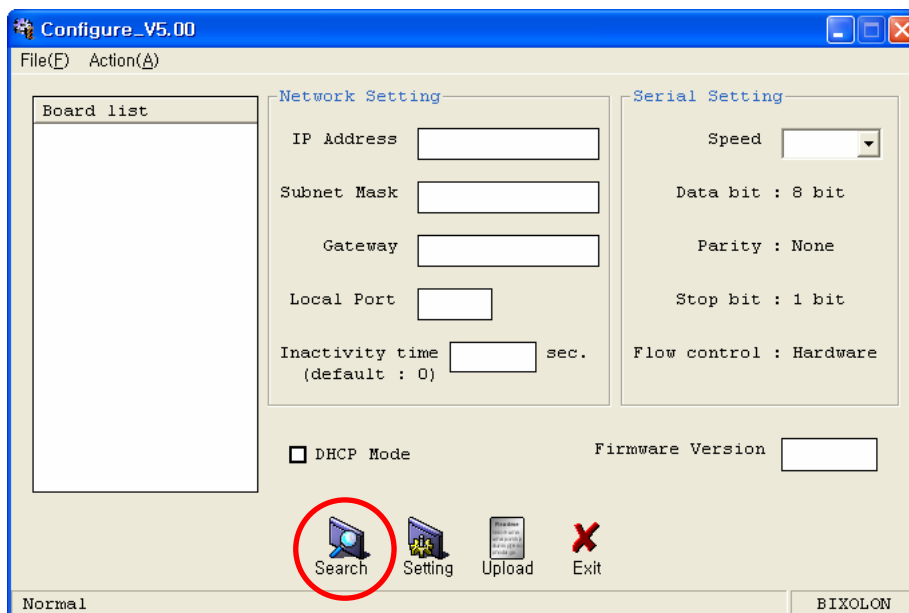 Configure_V5.00
File(F) Action(A)
Board list
Network Setting
IP Address
Subnet Mask
Gateway
Local Port
Inactivity time sec.
(default : 0)
Serial Setting
Speed
Data bit : 8 bit
Parity : None
Stop bit : 1 bit
Flow control : Hardware
DHCP Mode
Firmware Version
Readme
Search Setting Upload Exit
Normal BIXOLON